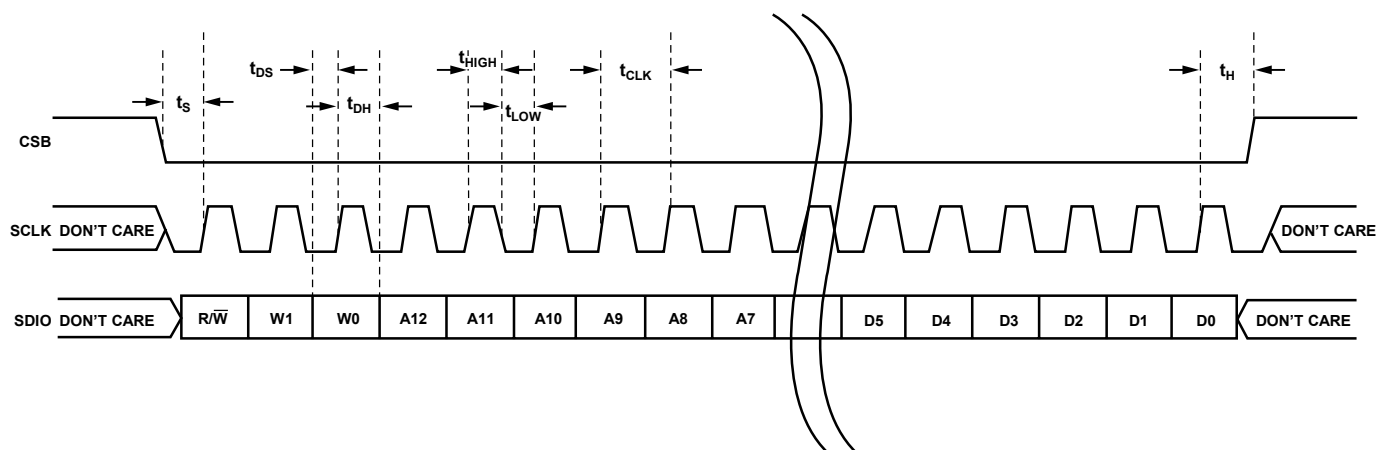 tDS
tHIGH
tCLK
tH
tS
tDH
tLOW
CSB
SCLK DON'T CARE
DON'T CARE
SDIO DON'T CARE
R/W̅
W1
W0
A12
A11
A10
A9
A8
A7
D5
D4
D3
D2
D1
D0
DON'T CARE